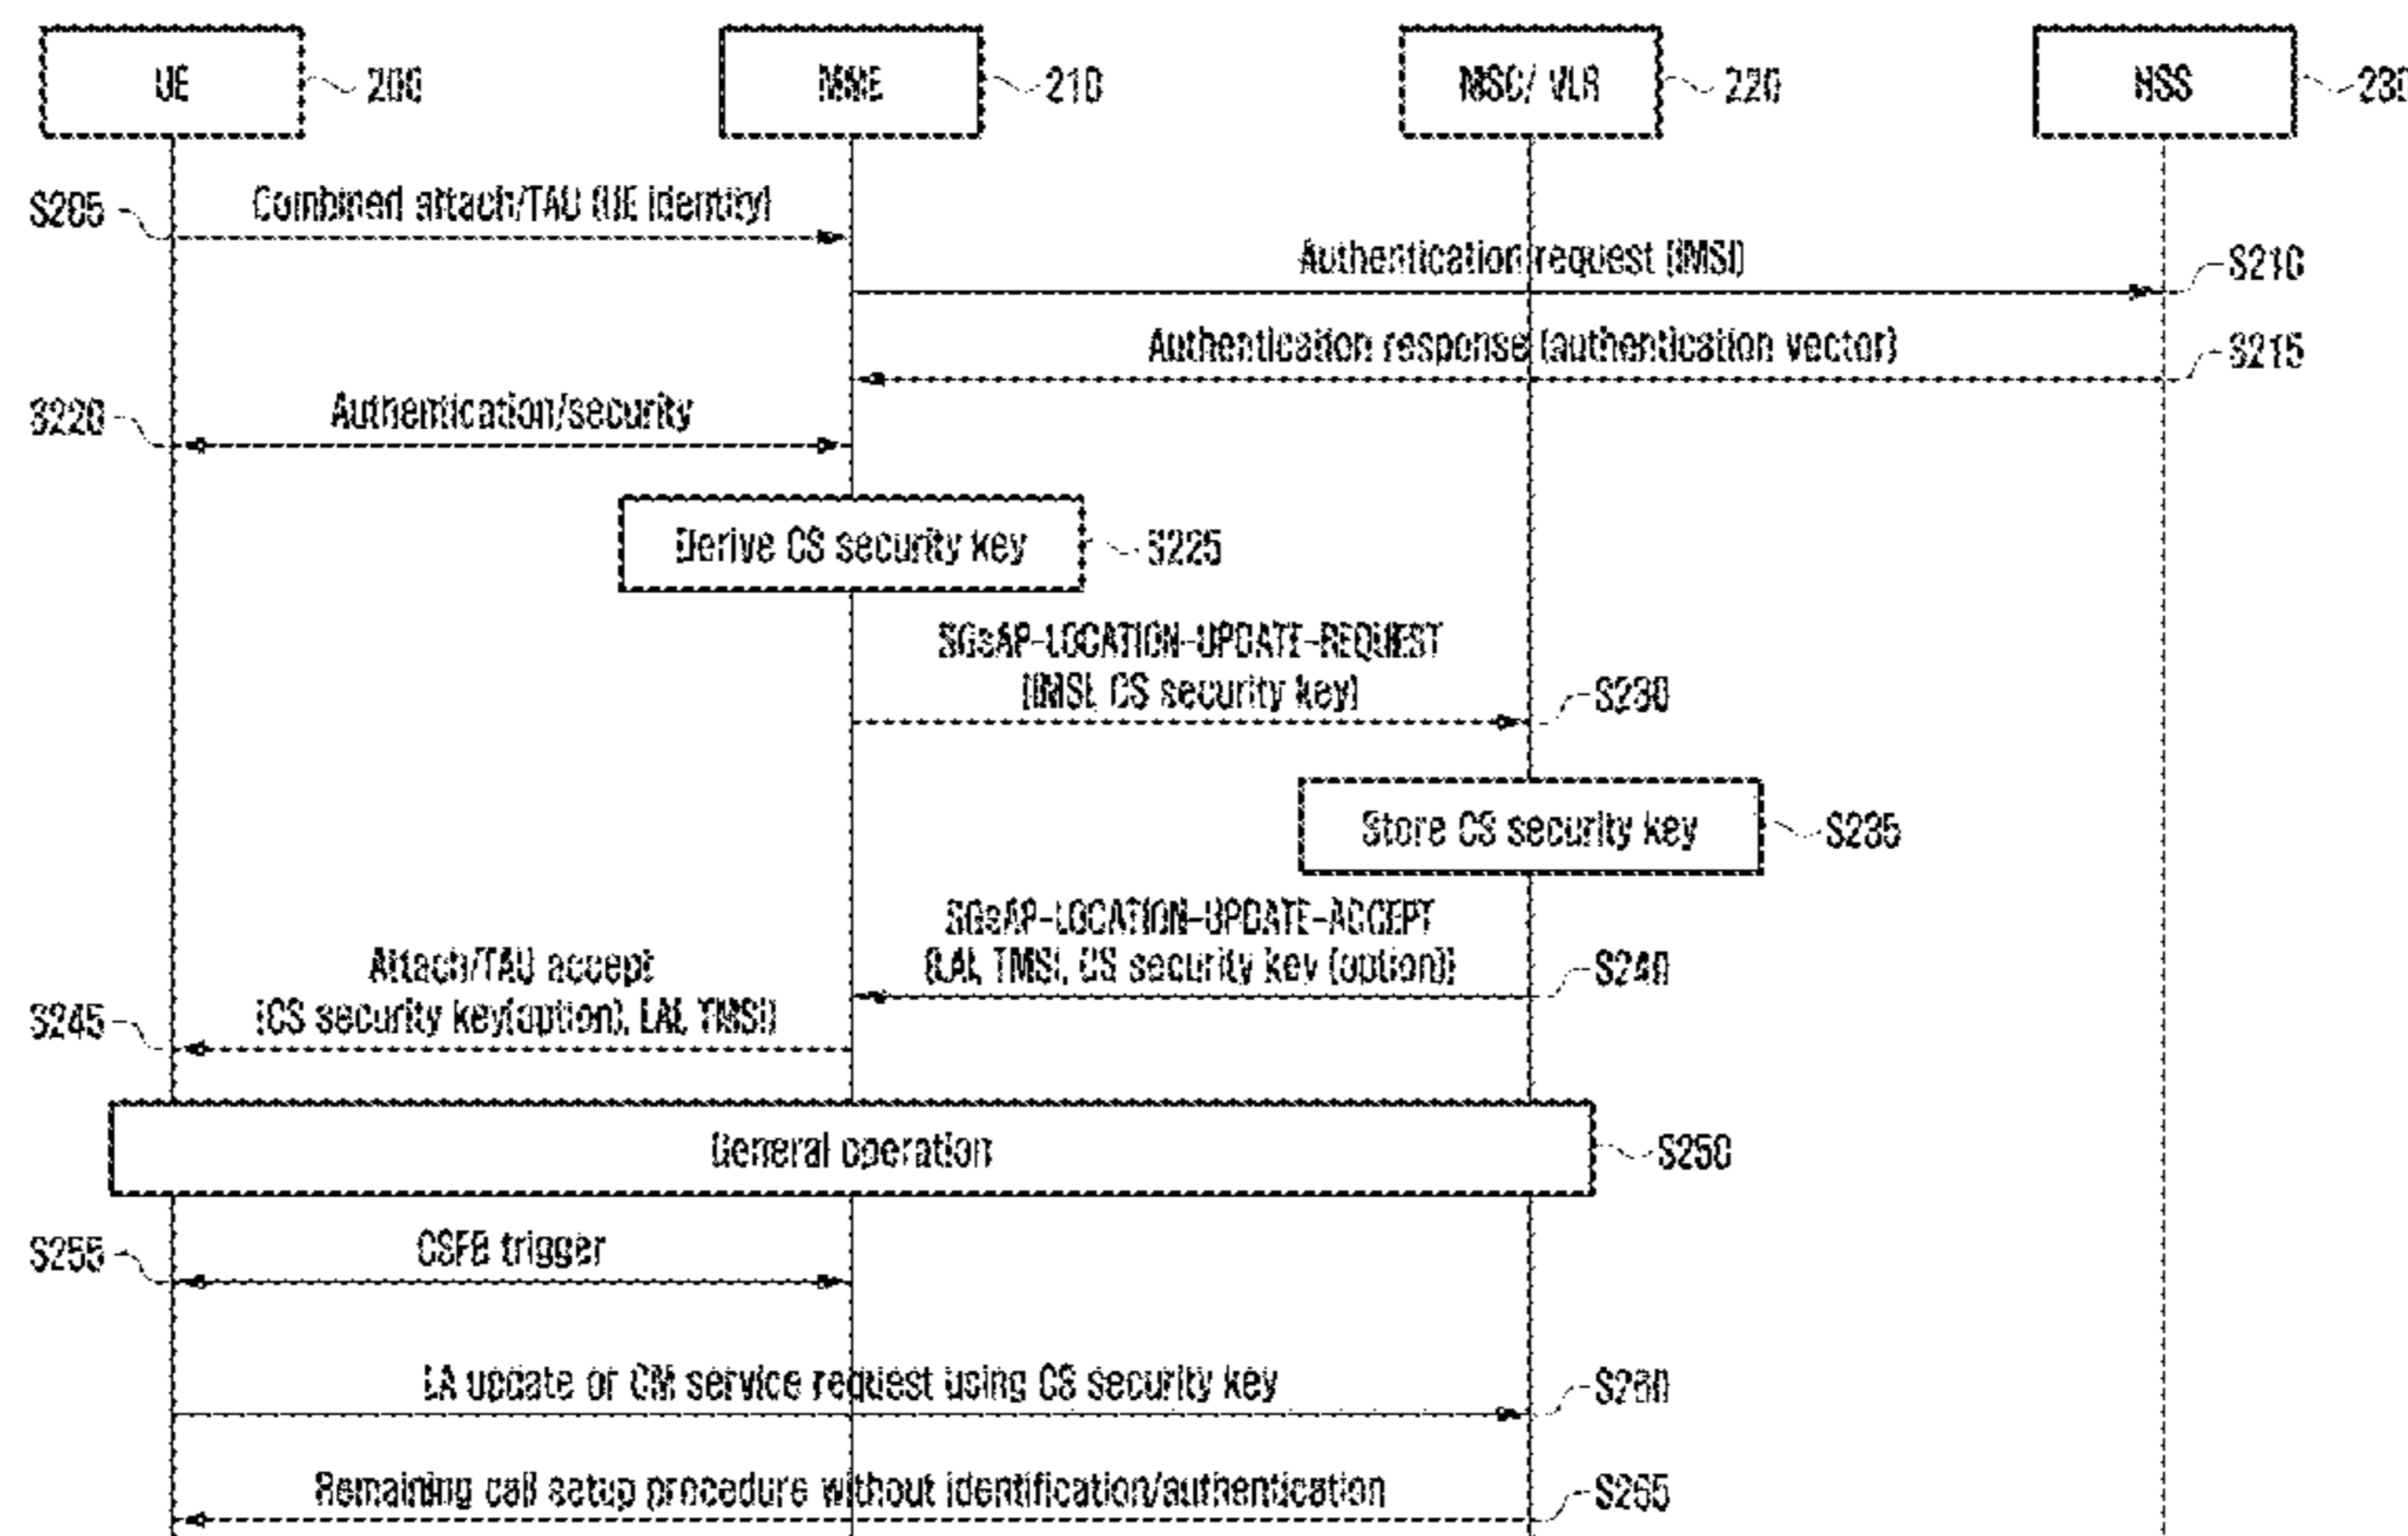 UE
200
MME
210
MSC/ VLR
220
HSS
230
S205
Combined attach/TAU (UE identity)
Authentication request (IMSI)
S210
Authentication response (authentication vector)
S215
S220
Authentication/security
Derive CS security key
S225
SGsAP-LOCATION-UPDATE-REQUEST
(IMSI, CS security key)
S230
Store CS security key
S235
SGsAP-LOCATION-UPDATE-ACCEPT
(LAI, TMSI, CS security key (option))
S240
Attach/TAU accept
(CS security key(option), LAI, TMSI)
S245
General operation
S250
S255
CSFB trigger
LA update or CM service request using CS security key
S260
Remaining call setup procedure without identification/authentication
S265